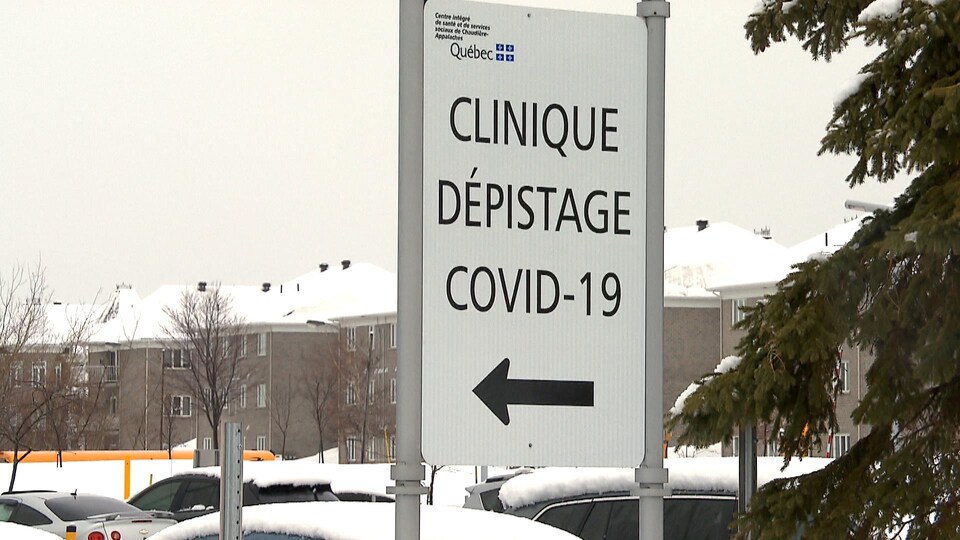 Centre intégré
de santé et de services
sociaux de Chaudière-
Appalaches
Québec
CLINIQUE
DÉPISTAGE
COVID-19